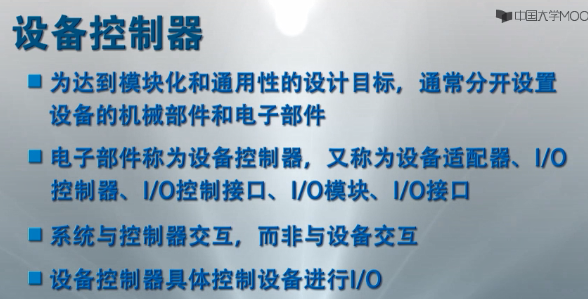 中国大学MOO
设备控制器
为达到模块化和通用性的设计目标，通常分开设置
设备的机械部件和电子部件
电子部件称为设备控制器，又称为设备适配器、I/O
控制器、I/O控制接口、I/O模块、I/O接口
系统与控制器交互，而非与设备交互
设备控制器具体控制设备进行I/O